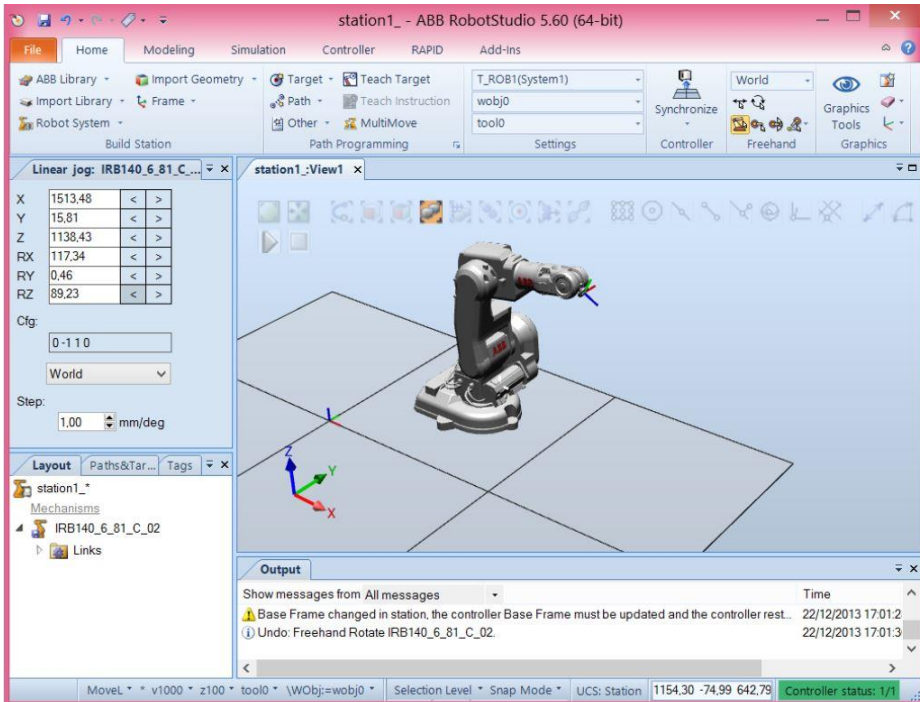 station1_ - ABB RobotStudio 5.60 (64-bit)
File Home Modeling Simulation Controller RAPID Add-Ins
ABB Library Import Geometry Target Teach Target T_ROB1(System1) World
Import Library Frame Path Teach Instruction wobj0 Synchronize Graphics Tools
Robot System Other MultiMove tool0
Build Station Path Programming Settings Controller Freehand Graphics
Linear jog: IRB140_6_81_C_... station1_:View1
X 1513,48 < >
Y 15,81 < >
Z 1138,43 < >
RX 117,34 < >
RY 0,46 < >
RZ 89,23 < >
Cfg:
0 -1 1 0
World
Step:
1,00 mm/deg
ABB
ABB
Z
Y
X
Layout Paths&Tar... Tags
station1_*
Mechanisms
IRB140_6_81_C_02
Links
Output
Show messages from All messages Time
Base Frame changed in station, the controller Base Frame must be updated and the controller rest... 22/12/2013 17:01:2
Undo: Freehand Rotate IRB140_6_81_C_02. 22/12/2013 17:01:3
MoveL * v1000 z100 tool0 \WObj:=wobj0 Selection Level Snap Mode UCS: Station 1154,30 -74,99 642,79 Controller status: 1/1